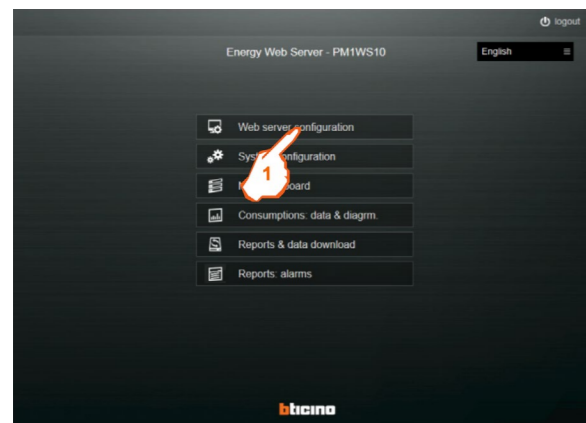 logout
Energy Web Server - PM1WS10
English
Web server configuration
configuration
1
Consumptions: data & diagrm.
Reports & data download
Reports: alarms
bticino